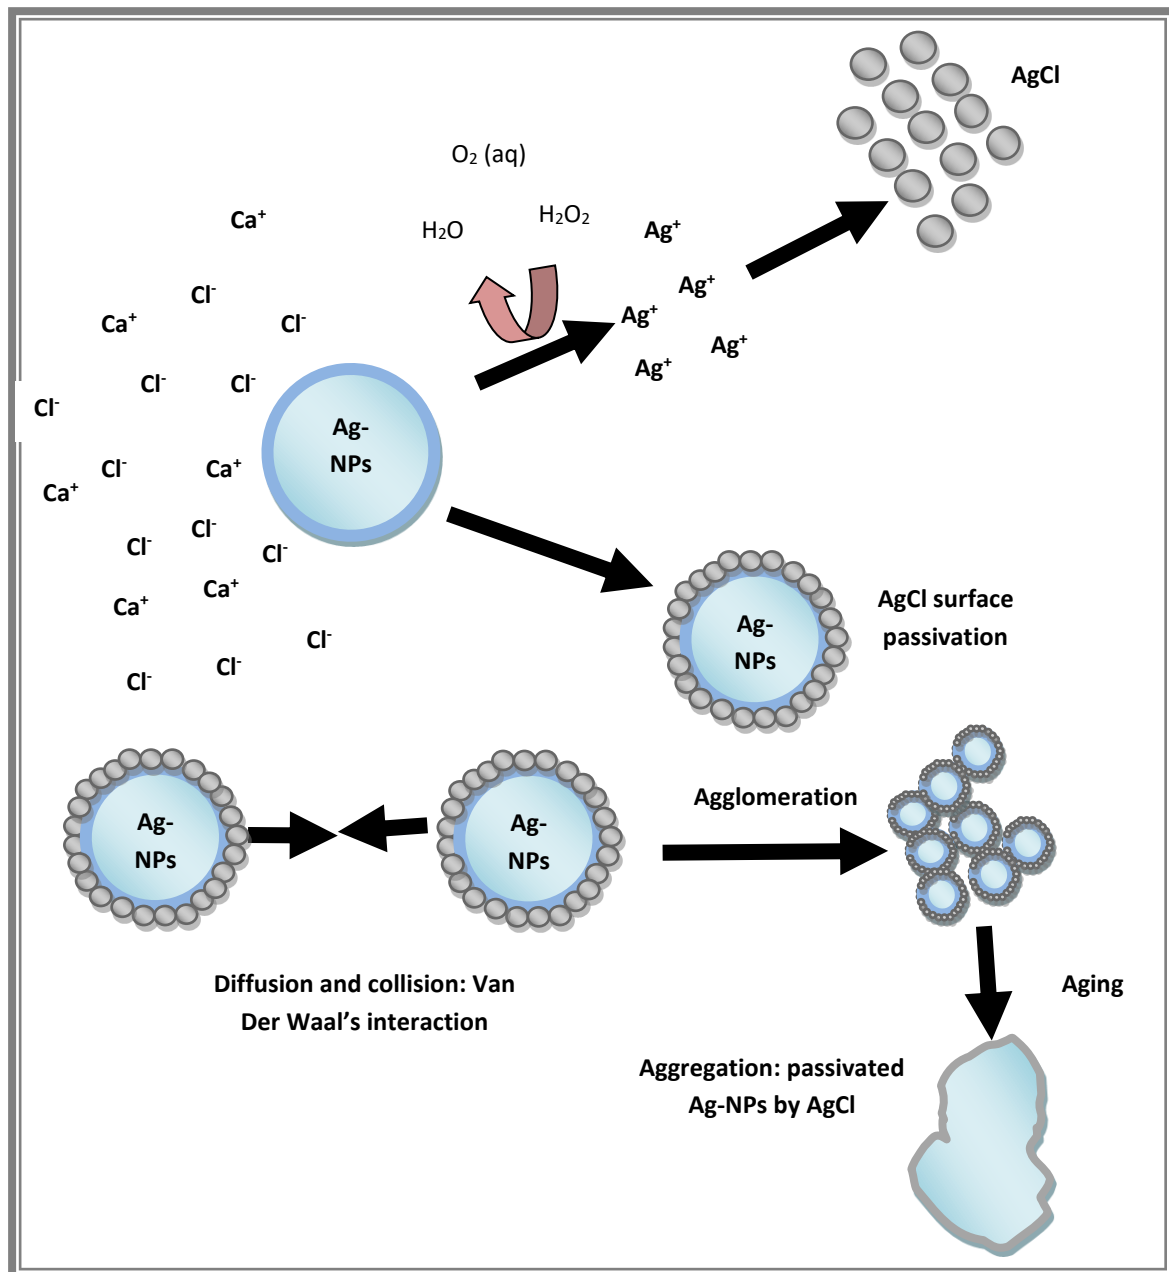 AgCl
O₂ (aq)
Ca⁺
H₂O
H₂O₂
Ag⁺
Cl⁻
Ag⁺
Ca⁺
Cl⁻
Ag⁺
Ag⁺
Cl⁻
Cl⁻
Ag⁺
Cl⁻
Ag-
NPs
Cl⁻
Ca⁺
Ca⁺
Cl⁻
Cl⁻
Cl⁻
Ca⁺
Ca⁺
Cl⁻
Cl⁻
Cl⁻
AgCl surface
passivation
Ag-
NPs
Ag-
NPs
Ag-
NPs
Agglomeration
Diffusion and collision: Van
Der Waal’s interaction
Aging
Aggregation: passivated
Ag-NPs by AgCl